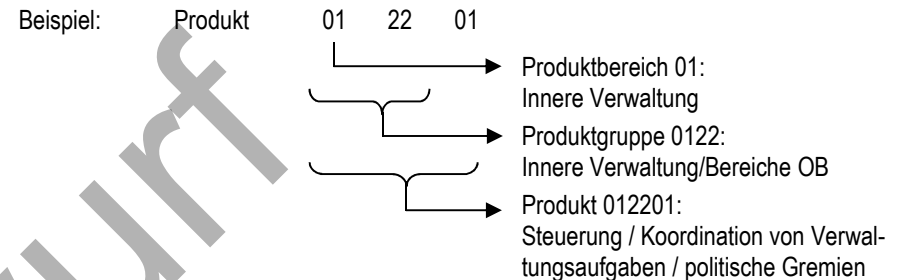 Beispiel: Produkt 01 22 01
Produktbereich 01:
Innere Verwaltung
Produktgruppe 0122:
Innere Verwaltung/Bereiche OB
Produkt 012201:
Steuerung / Koordination von Verwal-
tungsaufgaben / politische Gremien
urf